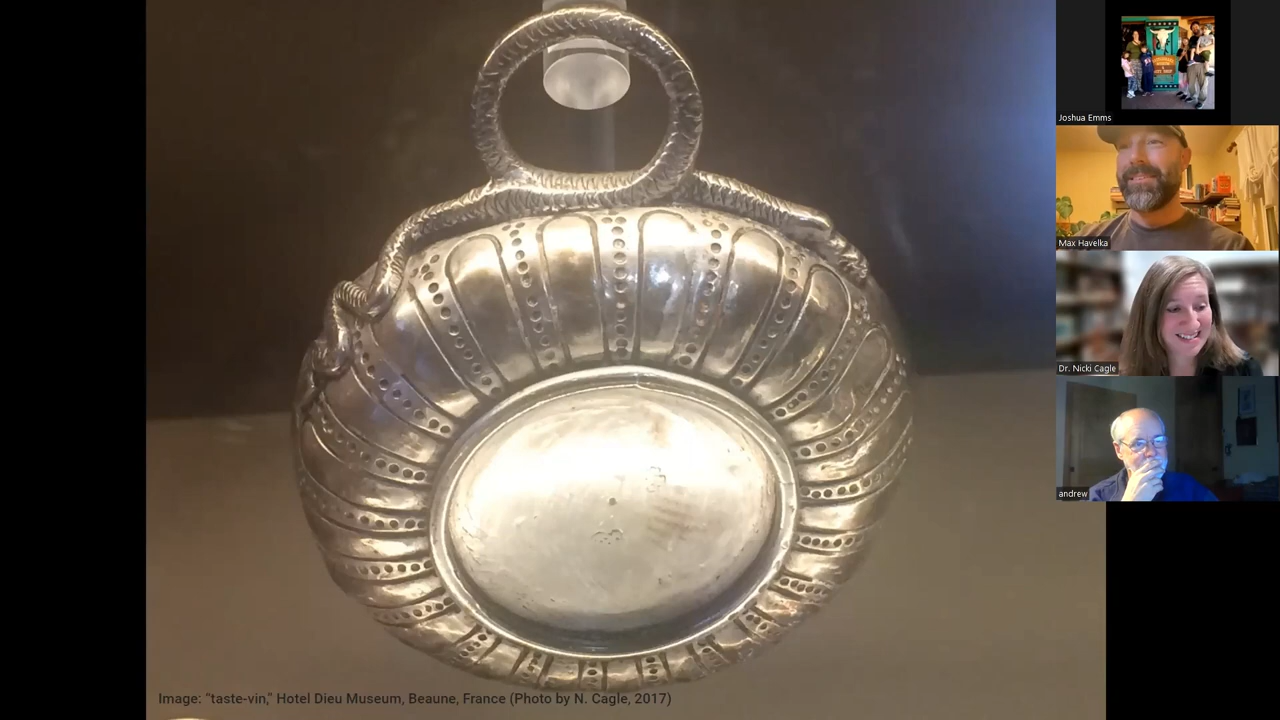 Joshua Emms
Max Havelka
Dr. Nicki Cagle
andrew
Image: "taste-vin," Hotel Dieu Museum, Beaune, France (Photo by N. Cagle, 2017)